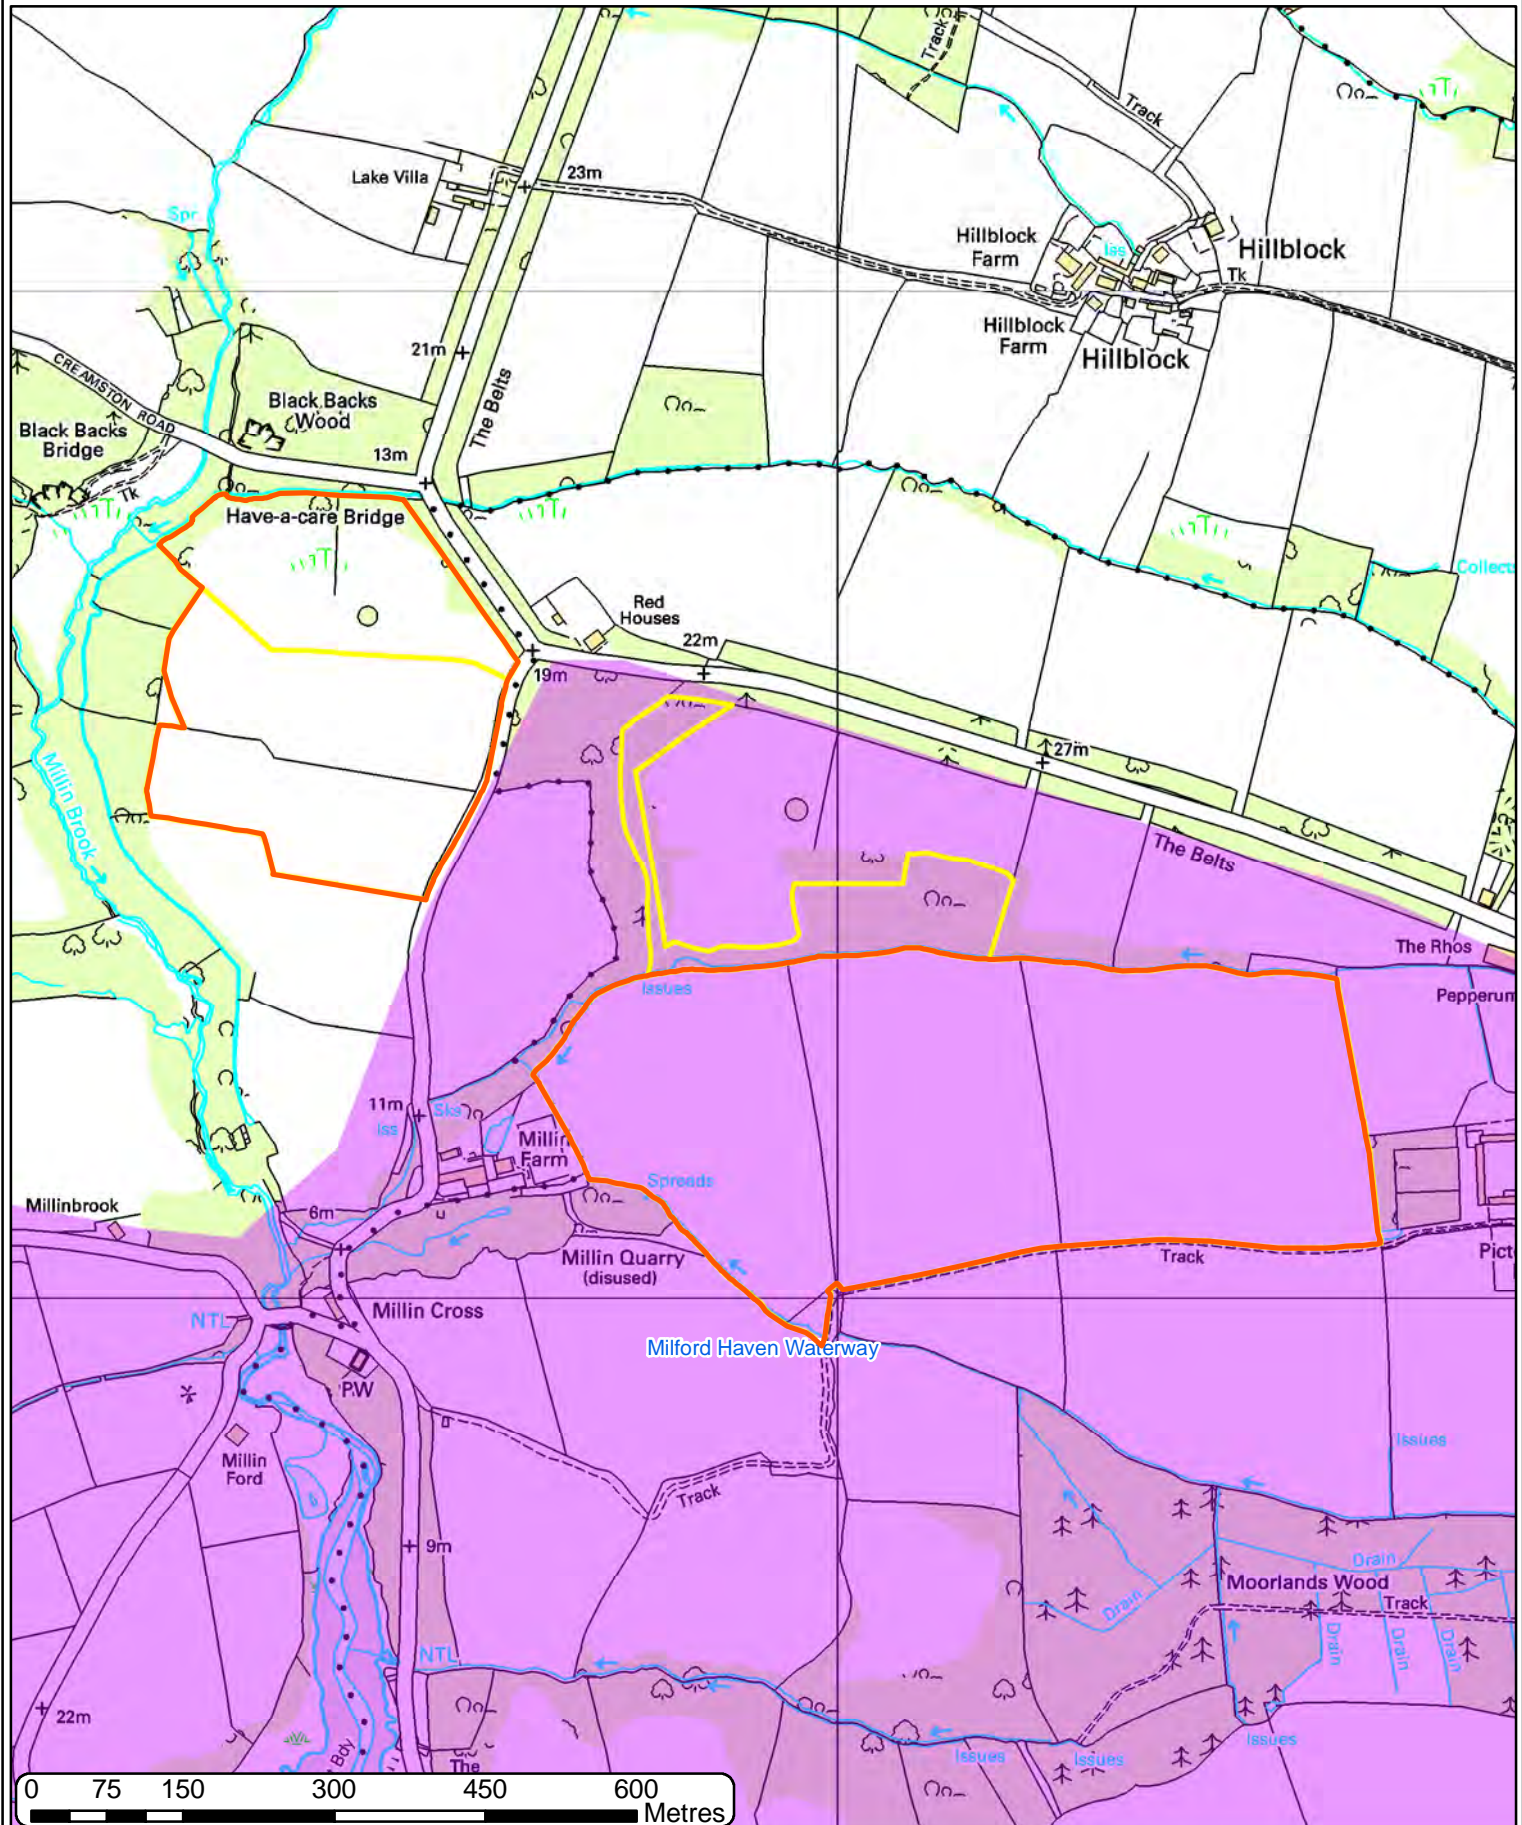 Track
Track
Lake Villa
23m
Spr
Hillblock
Farm
Iss
Hillblock
Tk
Hillblock
Farm
Hillblock
21m
CREAMSTON ROAD
The Belts
Black Backs
Wood
Black Backs
Bridge
13m
Tk
Have-a-care Bridge
Collects
Red
Houses
22m
19m
27m
Millin Brook
The Belts
The Rhos
Issues
Pepperum
11m
Sks
Iss
Millin
Farm
Spreads
Millinbrook
6m
u
Millin Quarry
(disused)
Track
Pict
NTL
Millin Cross
Milford Haven Waterway
PW
Millin
Ford
Issues
Track
9m
Drain
Moorlands Wood
Track
Drain
Drain
Drain
Drain
NTL
22m
Bdy
The
Issues
Issues
Issues
0 75 150 300 450 600
Metres